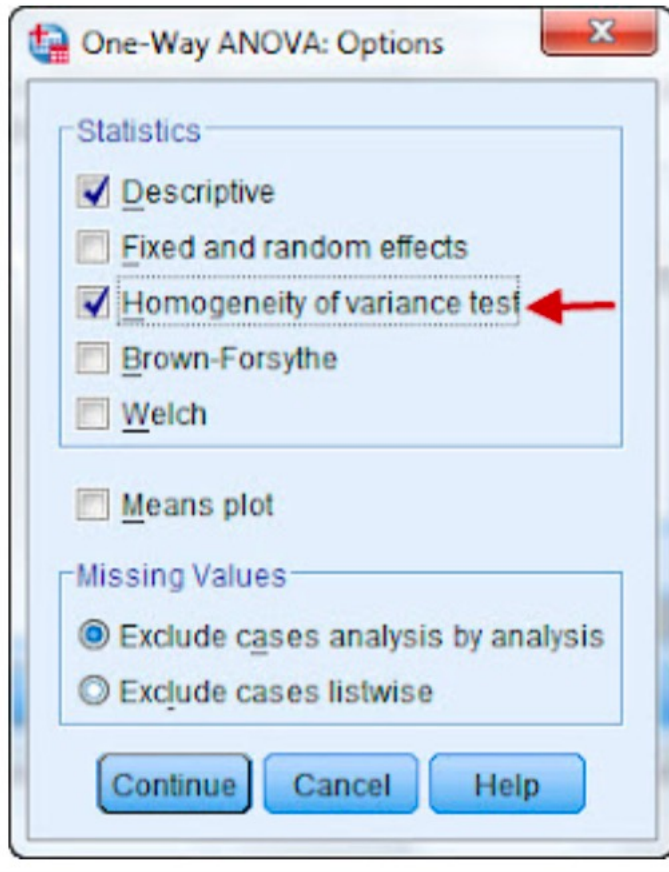 One-Way ANOVA: Options
Statistics
Descriptive
Fixed and random effects
Homogeneity of variance test
Brown-Forsythe
Welch
Means plot
Missing Values
Exclude cases analysis by analysis
Exclude cases listwise
Continue Cancel Help